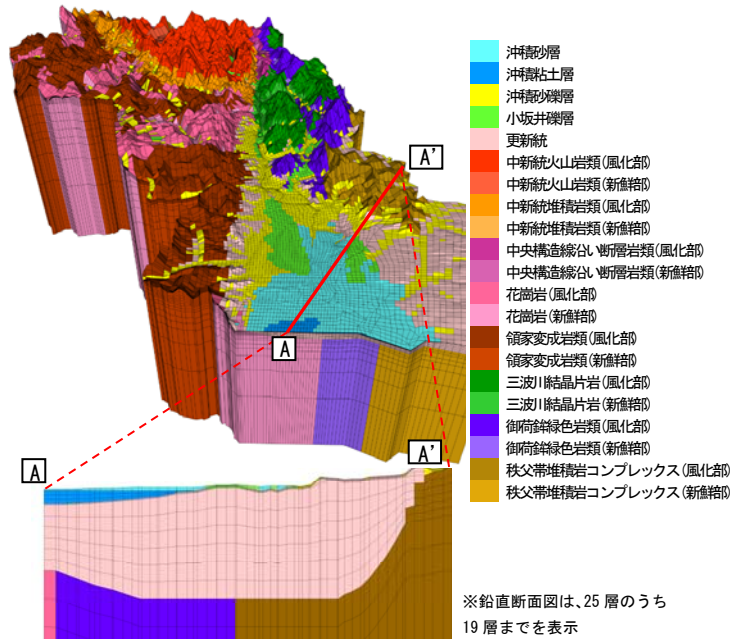 沖積砂層
沖積粘土層
沖積砂礫層
小坂井礫層
更新統
中新統火山岩類(風化部)
中新統火山岩類(新鮮部)
中新統堆積岩類(風化部)
中新統堆積岩類(新鮮部)
中央構造線沿い断層岩類(風化部)
中央構造線沿い断層岩類(新鮮部)
花崗岩(風化部)
花崗岩(新鮮部)
領家変成岩類(風化部)
領家変成岩類(新鮮部)
三波川結晶片岩(風化部)
三波川結晶片岩(新鮮部)
御荷鉾緑色岩類(風化部)
御荷鉾緑色岩類(新鮮部)
秩父帯堆積岩コンプレックス(風化部)
秩父帯堆積岩コンプレックス(新鮮部)
A'
A
A
A'
※鉛直断面図は、25 層のうち
19 層までを表示